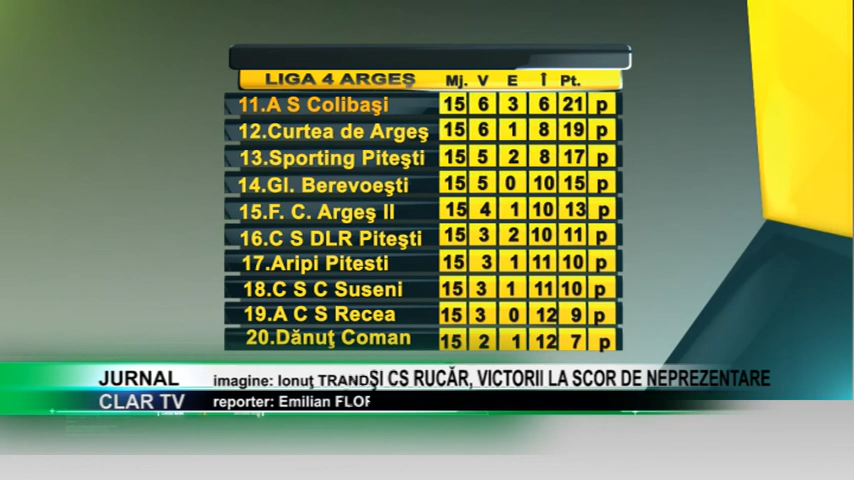 LIGA 4 ARGEŞ Mj. V E Î Pt.
11.A S Colibaşi 15 6 3 6 21 p
12.Curtea de Argeş 15 6 1 8 19 p
13.Sporting Piteşti 15 5 2 8 17 p
14.Gl. Berevoeşti 15 5 0 10 15 p
15.F. C. Argeş II 15 4 1 10 13 p
16.C S DLR Piteşti 15 3 2 10 11 p
17.Aripi Pitesti 15 3 1 11 10 p
18.C S C Suseni 15 3 1 11 10 p
19.A C S Recea 15 3 0 12 9 p
20.Dănuţ Coman 15 2 1 12 7 p
JURNAL imagine: Ionuţ TRAND ŞI CS RUCĂR, VICTORII LA SCOR DE NEPREZENTARE
CLAR TV reporter: Emilian FLOR